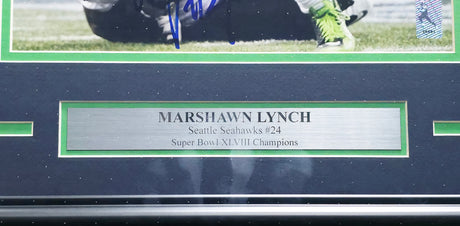 MARSHAWN LYNCH
Seattle Seahawks #24
Super Bowl XLVIII Champions